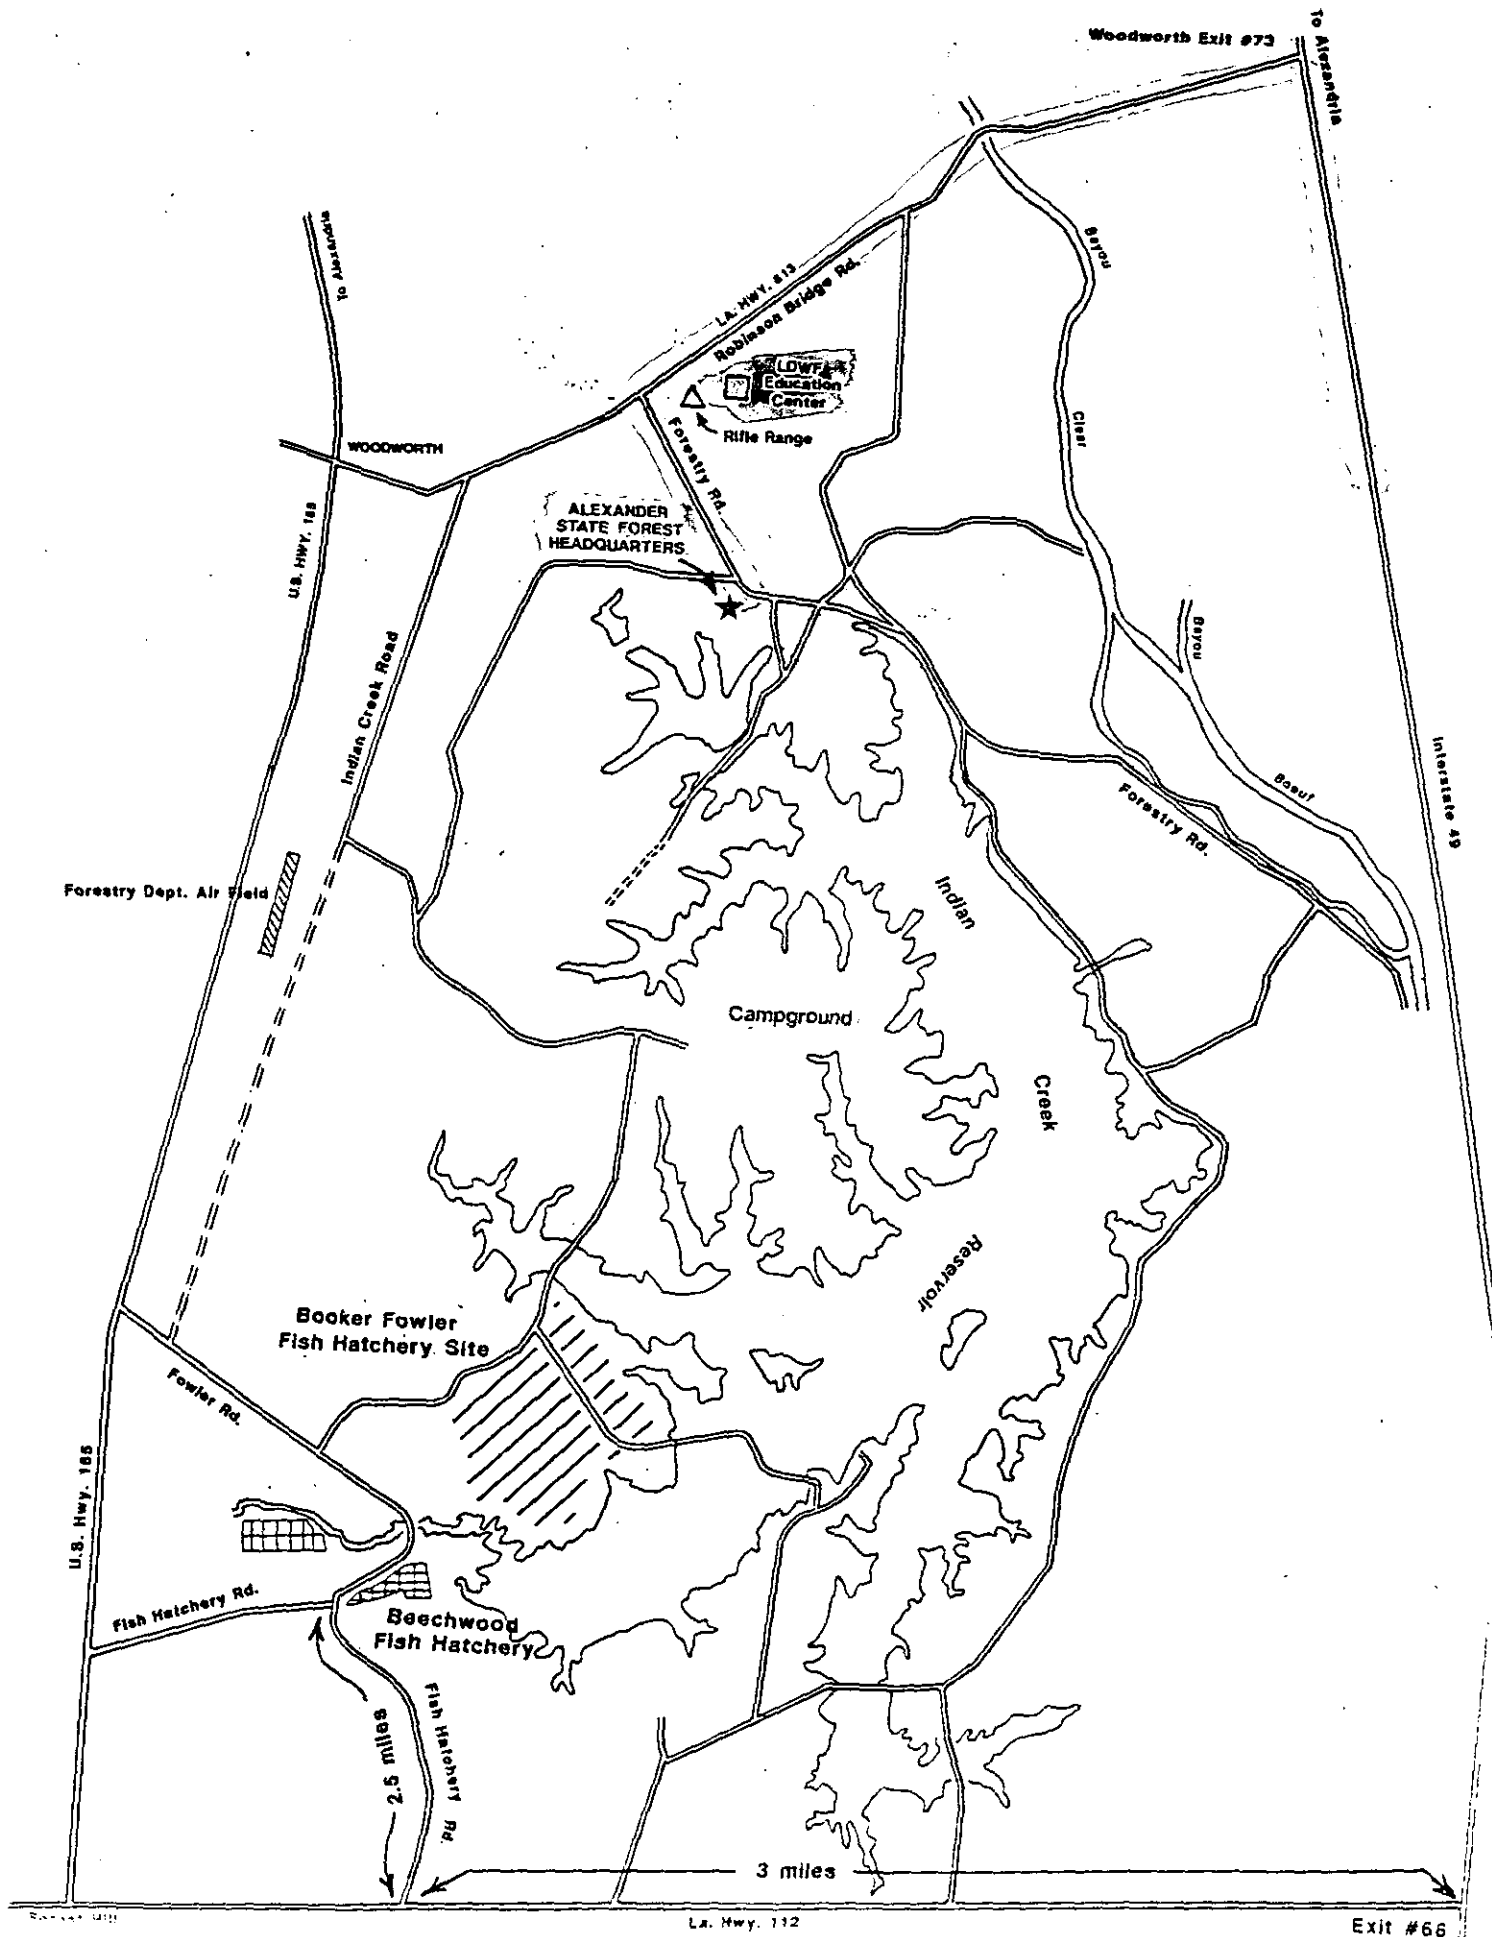 Woodworth Exit #73
To Alexandria
To Alexandria
Bayou
LA. HWY. 813
Robinson Bridge Rd.
LDWF
Education
Center
Rifle Range
Clear
WOODWORTH
Forestry Rd.
ALEXANDER
STATE FOREST
HEADQUARTERS
U.S. HWY. 165
Indian Creek Road
Bayou
Boeuf
Interstate 49
Forestry Rd.
Forestry Dept. Air Field
Indian
Campground
Creek
Reservoir
Booker Fowler
Fish Hatchery Site
Fowler Rd.
U.S. Hwy. 165
Fish Hatchery Rd.
Beechwood
Fish Hatchery
Fish Hatchery Rd.
2.5 miles
3 miles
La. Hwy. 112
Exit #66